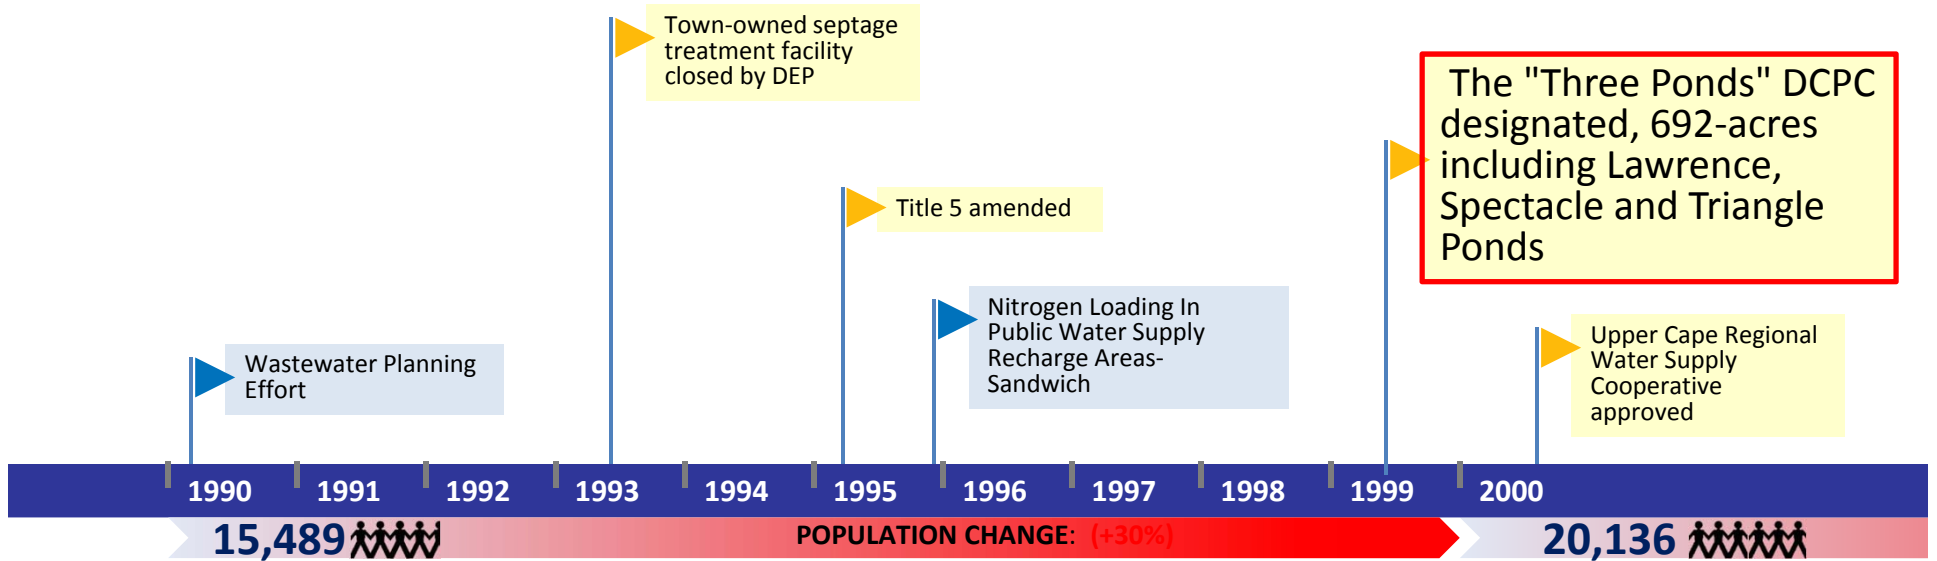 Town-owned septage
treatment facility
closed by DEP
The "Three Ponds" DCPC
designated, 692-acres
including Lawrence,
Spectacle and Triangle
Ponds
Title 5 amended
Nitrogen Loading In
Public Water Supply
Recharge Areas-
Sandwich
Upper Cape Regional
Water Supply
Cooperative
approved
Wastewater Planning
Effort
1990 1991 1992 1993 1994 1995 1996 1997 1998 1999 2000
15,489 POPULATION CHANGE: (+30%) 20,136